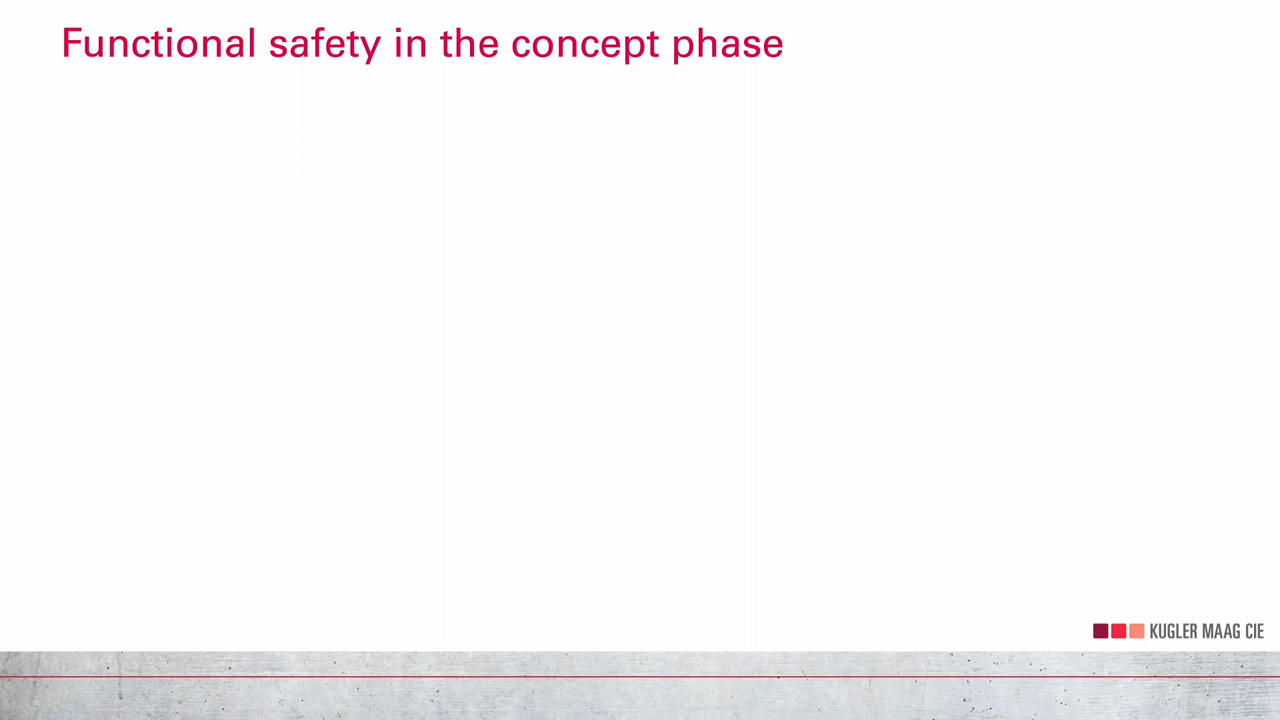 Functional safety in the concept phase
KUGLER MAAG CIE